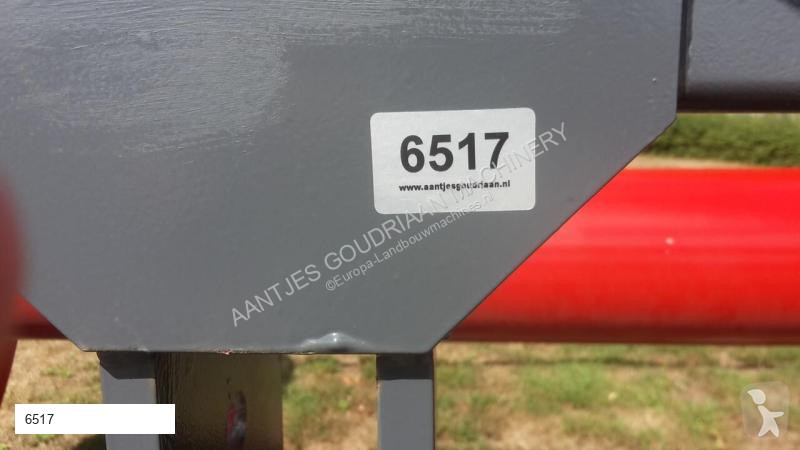 6517
www.aantjesgoudriaan.nl
AANTJES GOUDRIAAN MACHINERY
©Europa-Landbouwmachines.nl
6517